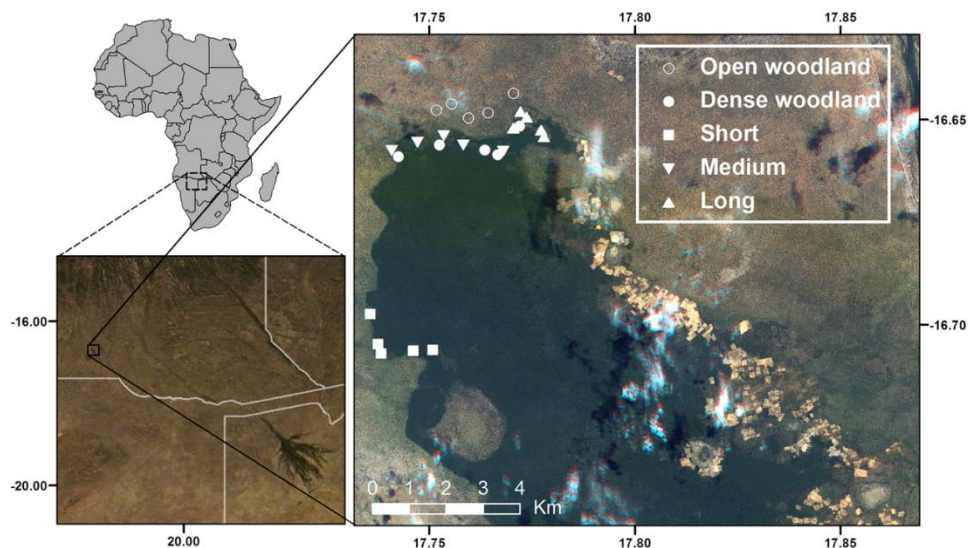 17.75
17.80
17.85
Open woodland
Dense woodland
Short
Medium
Long
-16.65
-16.70
-16.00
-20.00
20.00
0 1 2 3 4
Km
17.75
17.80
17.85